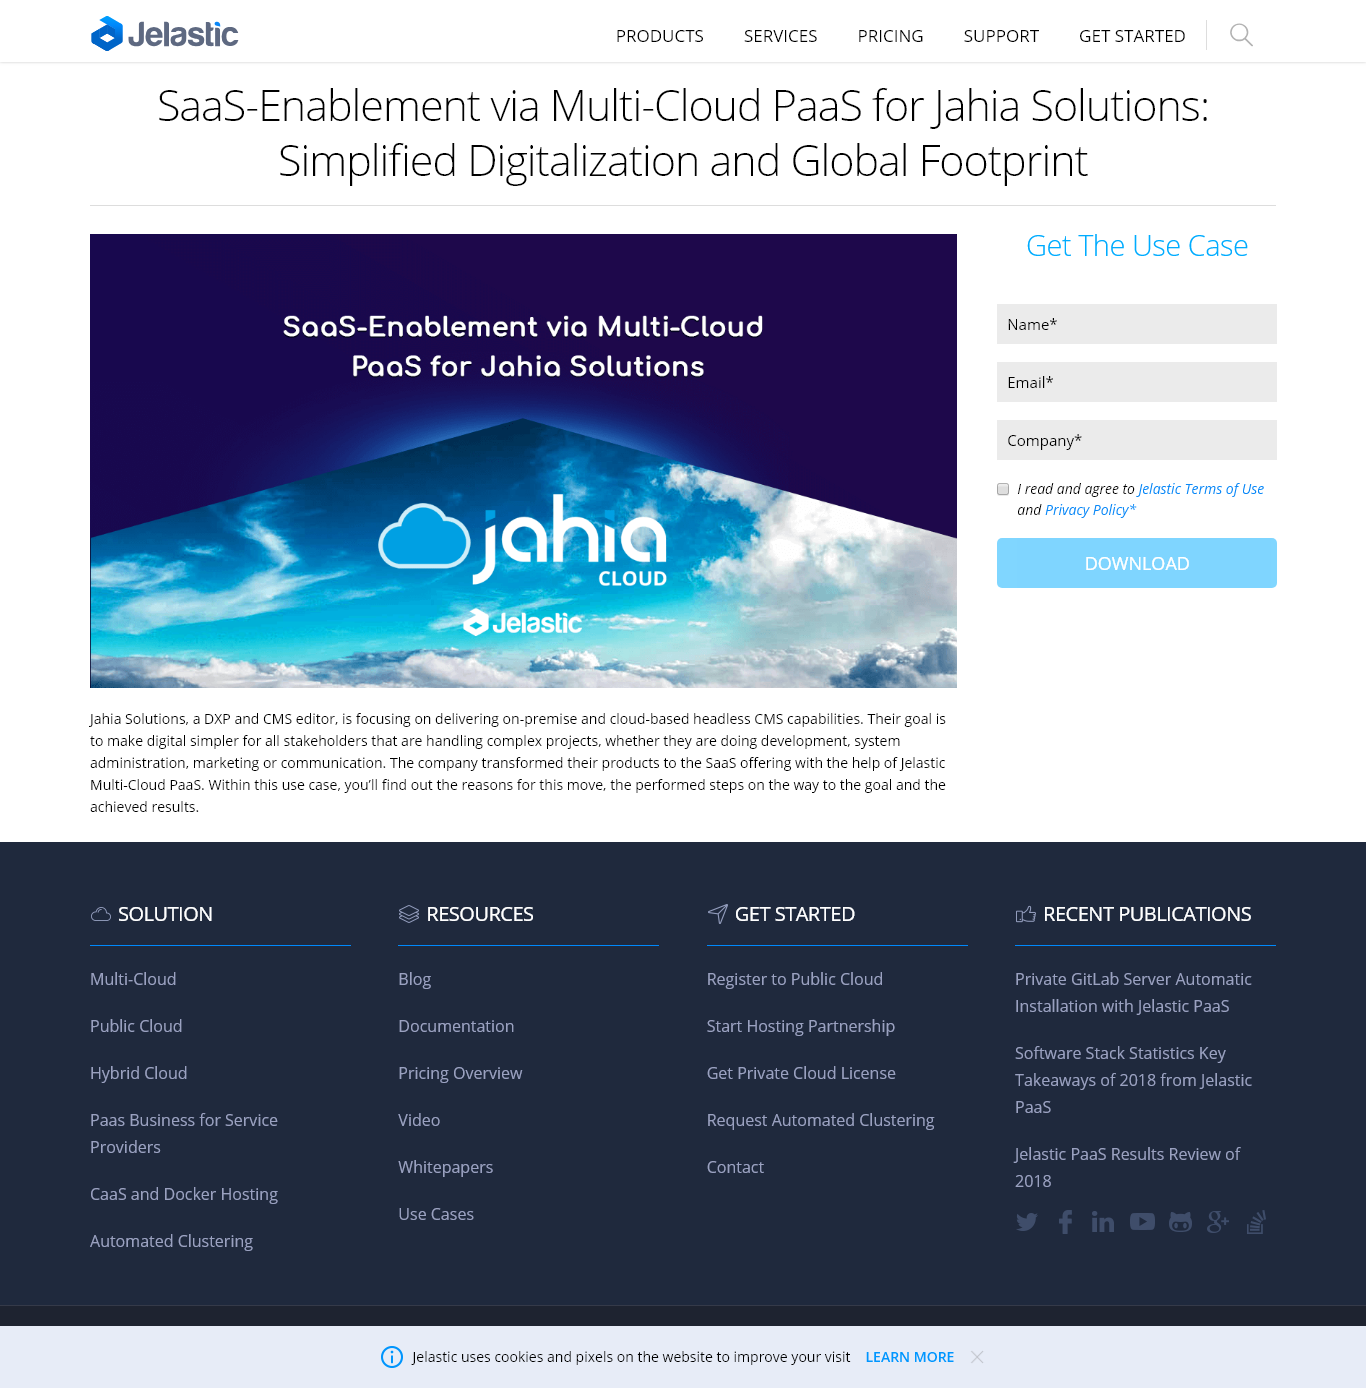 Jelastic
PRODUCTS
SERVICES
PRICING
SUPPORT
GET STARTED
SaaS-Enablement via Multi-Cloud PaaS for Jahia Solutions:
Simplified Digitalization and Global Footprint
SaaS-Enablement via Multi-Cloud
PaaS for Jahia Solutions
jahia
CLOUD
Jelastic
Jahia Solutions, a DXP and CMS editor, is focusing on delivering on-premise and cloud-based headless CMS capabilities. Their goal is
to make digital simpler for all stakeholders that are handling complex projects, whether they are doing development, system
administration, marketing or communication. The company transformed their products to the SaaS offering with the help of Jelastic
Multi-Cloud PaaS. Within this use case, you'll find out the reasons for this move, the performed steps on the way to the goal and the
achieved results.
Get The Use Case
Name*
Email*
Company*
I read and agree to Jelastic Terms of Use
and Privacy Policy*
DOWNLOAD
SOLUTION
Multi-Cloud
Public Cloud
Hybrid Cloud
Paas Business for Service
Providers
CaaS and Docker Hosting
Automated Clustering
RESOURCES
Blog
Documentation
Pricing Overview
Video
Whitepapers
Use Cases
GET STARTED
Register to Public Cloud
Start Hosting Partnership
Get Private Cloud License
Request Automated Clustering
Contact
RECENT PUBLICATIONS
Private GitLab Server Automatic
Installation with Jelastic PaaS
Software Stack Statistics Key
Takeaways of 2018 from Jelastic
PaaS
Jelastic PaaS Results Review of
2018
Jelastic uses cookies and pixels on the website to improve your visit LEARN MORE